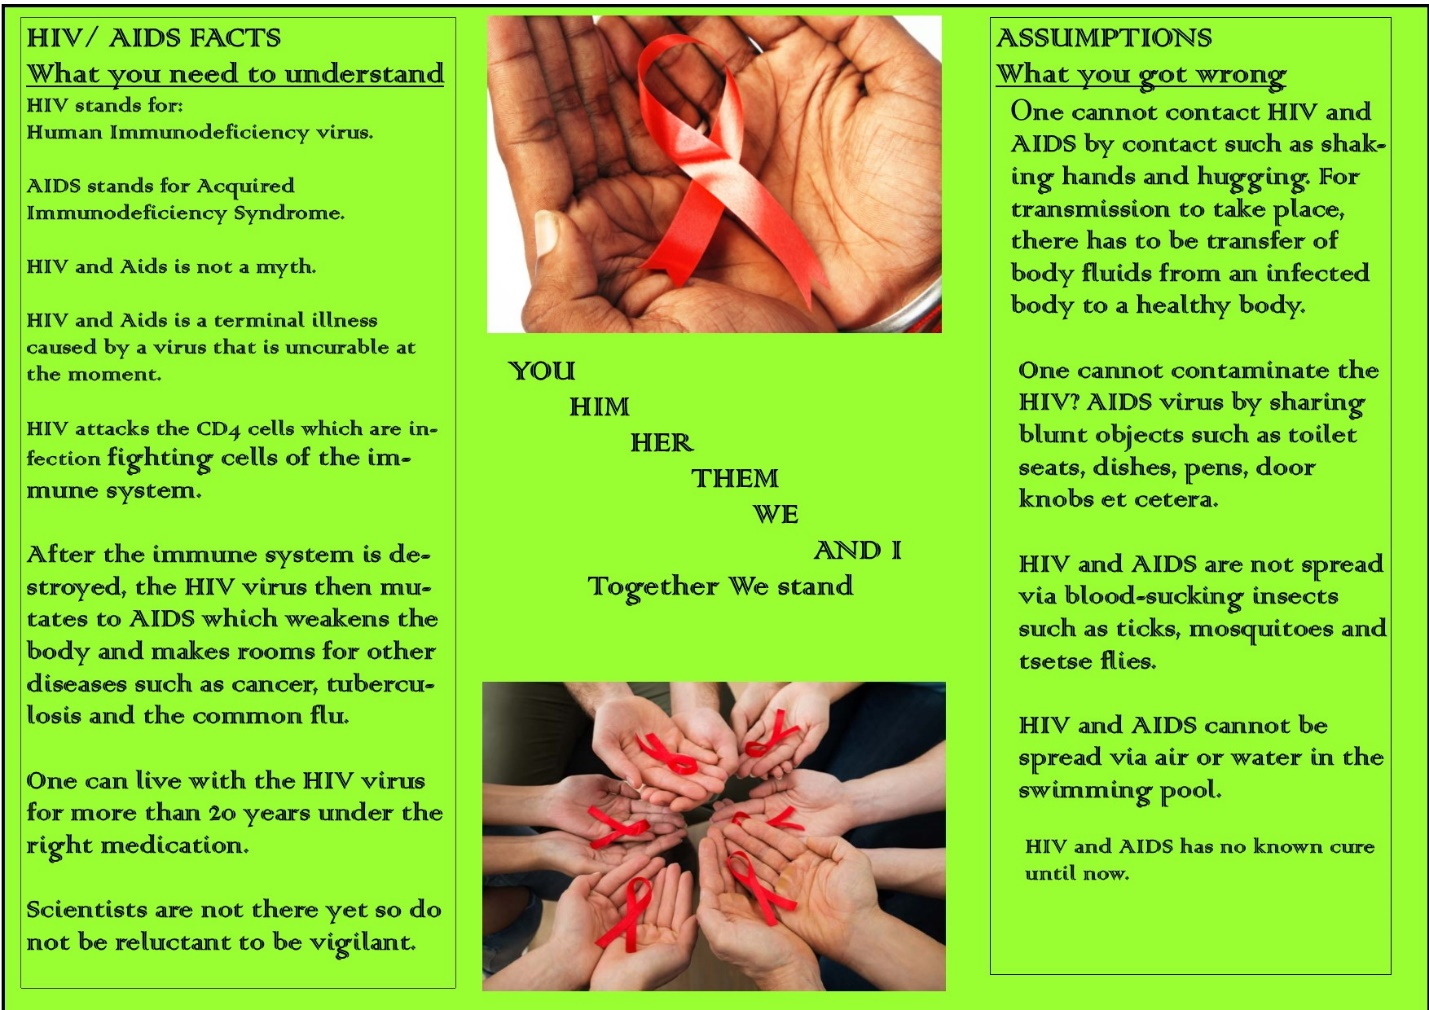 HIV/ AIDS FACTS
What you need to understand
HIV stands for:
Human Immunodeficiency virus.
AIDS stands for Acquired
Immunodeficiency Syndrome.
HIV and Aids is not a myth.
HIV and Aids is a terminal illness
caused by a virus that is uncurable at
the moment.
HIV attacks the CD4 cells which are in-
fection fighting cells of the im-
mune system.
After the immune system is de-
stroyed, the HIV virus then mu-
tates to AIDS which weakens the
body and makes rooms for other
diseases such as cancer, tubercu-
losis and the common flu.
One can live with the HIV virus
for more than 20 years under the
right medication.
Scientists are not there yet so do
not be reluctant to be vigilant.
YOU
HIM
HER
THEM
WE
AND I
Together We stand
ASSUMPTIONS
What you got wrong
One cannot contact HIV and
AIDS by contact such as shak-
ing hands and hugging. For
transmission to take place,
there has to be transfer of
body fluids from an infected
body to a healthy body.
One cannot contaminate the
HIV? AIDS virus by sharing
blunt objects such as toilet
seats, dishes, pens, door
knobs et cetera.
HIV and AIDS are not spread
via blood-sucking insects
such as ticks, mosquitoes and
tsetse flies.
HIV and AIDS cannot be
spread via air or water in the
swimming pool.
HIV and AIDS has no known cure
until now.